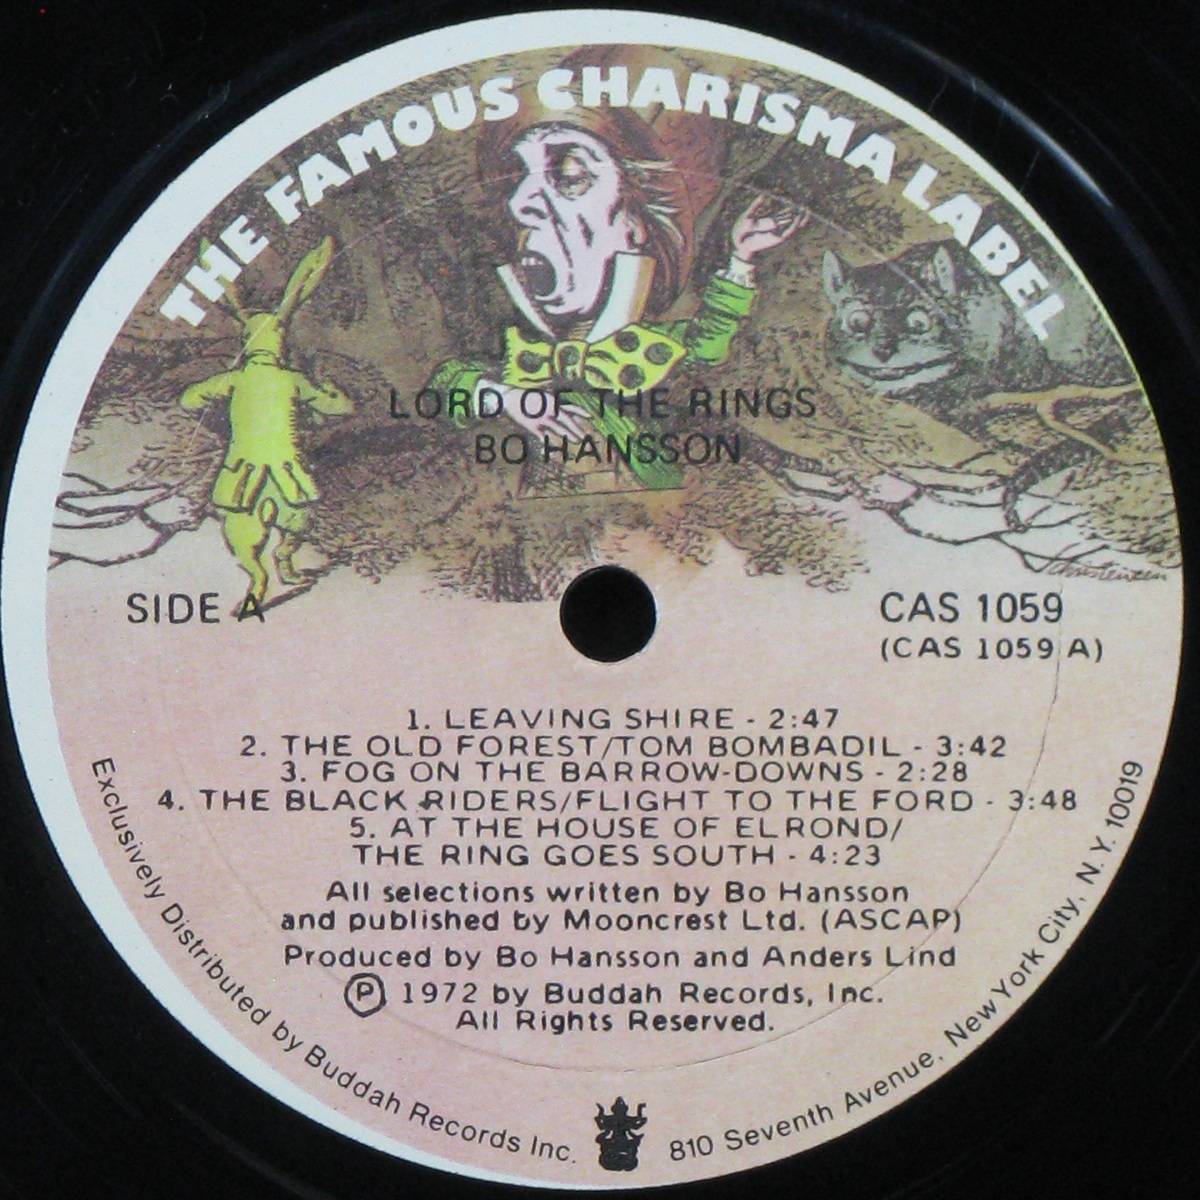 THE FAMOUS CHARISMA LABEL
LORD OF THE RINGS
BO HANSSON
SIDE A
CAS 1059
(CAS 1059 A)
1. LEAVING SHIRE - 2:47
2. THE OLD FOREST/TOM BOMBADIL - 3:42
3. FOG ON THE BARROW-DOWNS - 2:28
4. THE BLACK RIDERS/FLIGHT TO THE FORD - 3:48
5. AT THE HOUSE OF ELROND/
THE RING GOES SOUTH - 4:23
All selections written by Bo Hansson
and published by Mooncrest Ltd. (ASCAP)
Produced by Bo Hansson and Anders Lind
Ⓟ 1972 by Buddah Records, Inc.
All Rights Reserved.
Exclusively Distributed by Buddah Records Inc. 810 Seventh Avenue. New York City, N.Y. 10019